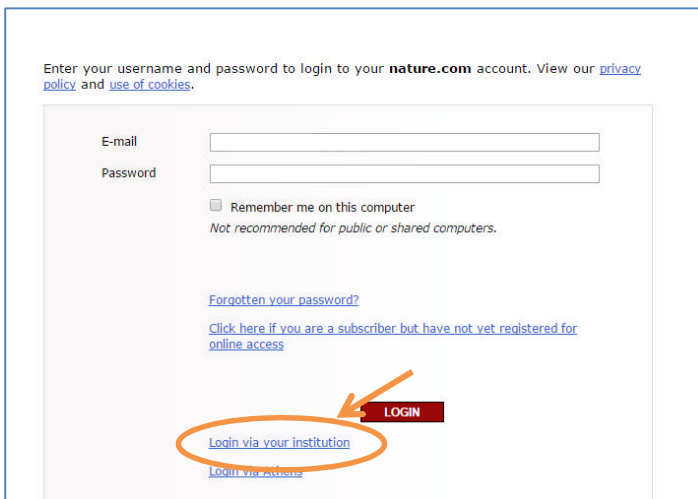 Enter your username and password to login to your nature.com account. View our privacy
policy and use of cookies.
E-mail
Password
Remember me on this computer
Not recommended for public or shared computers.
Forgotten your password?
Click here if you are a subscriber but have not yet registered for
online access
LOGIN
Login via your institution
Login via Athens